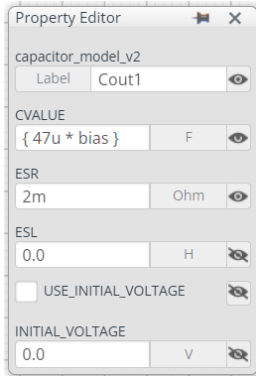 Property Editor
capacitor_model_v2
Label Cout1
CVALUE
{ 47u * bias } F
ESR
2m Ohm
ESL
0.0 H
USE_INITIAL_VOLTAGE
INITIAL_VOLTAGE
0.0 V